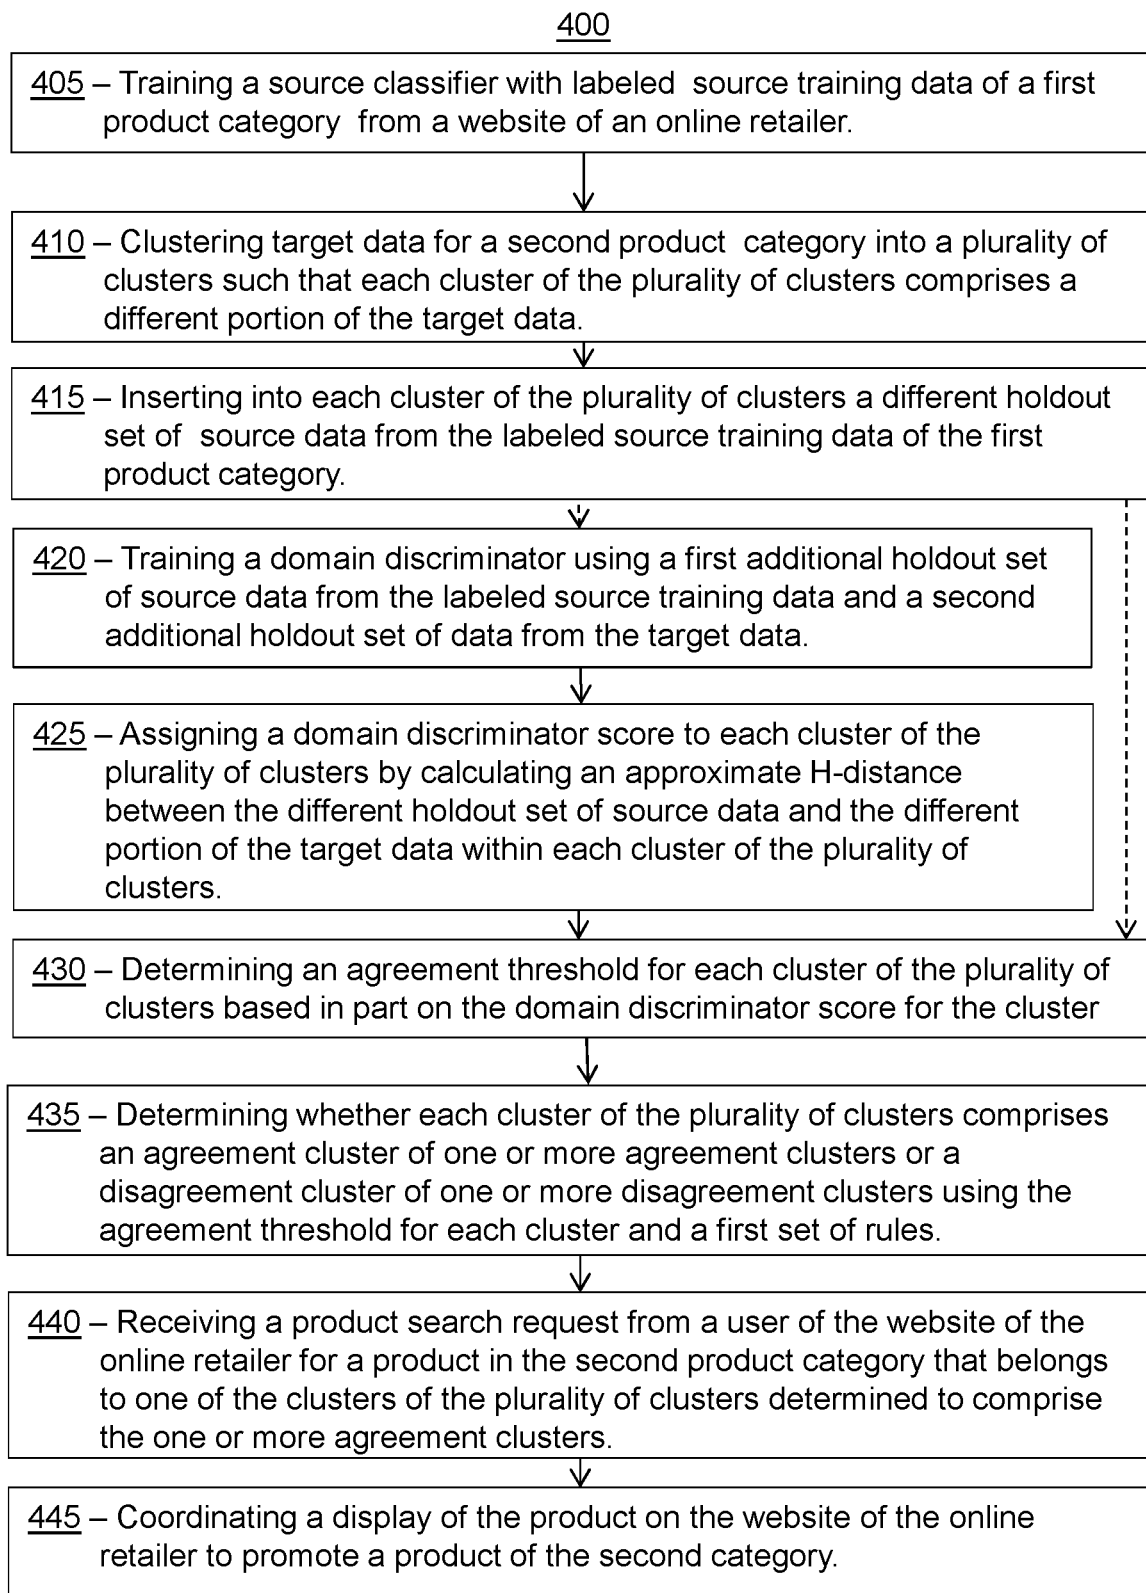 400
405 – Training a source classifier with labeled source training data of a first
product category from a website of an online retailer.
410 – Clustering target data for a second product category into a plurality of
clusters such that each cluster of the plurality of clusters comprises a
different portion of the target data.
415 – Inserting into each cluster of the plurality of clusters a different holdout
set of source data from the labeled source training data of the first
product category.
420 – Training a domain discriminator using a first additional holdout set
of source data from the labeled source training data and a second
additional holdout set of data from the target data.
425 – Assigning a domain discriminator score to each cluster of the
plurality of clusters by calculating an approximate H-distance
between the different holdout set of source data and the different
portion of the target data within each cluster of the plurality of
clusters.
430 – Determining an agreement threshold for each cluster of the plurality of
clusters based in part on the domain discriminator score for the cluster
435 – Determining whether each cluster of the plurality of clusters comprises
an agreement cluster of one or more agreement clusters or a
disagreement cluster of one or more disagreement clusters using the
agreement threshold for each cluster and a first set of rules.
440 – Receiving a product search request from a user of the website of the
online retailer for a product in the second product category that belongs
to one of the clusters of the plurality of clusters determined to comprise
the one or more agreement clusters.
445 – Coordinating a display of the product on the website of the online
retailer to promote a product of the second category.